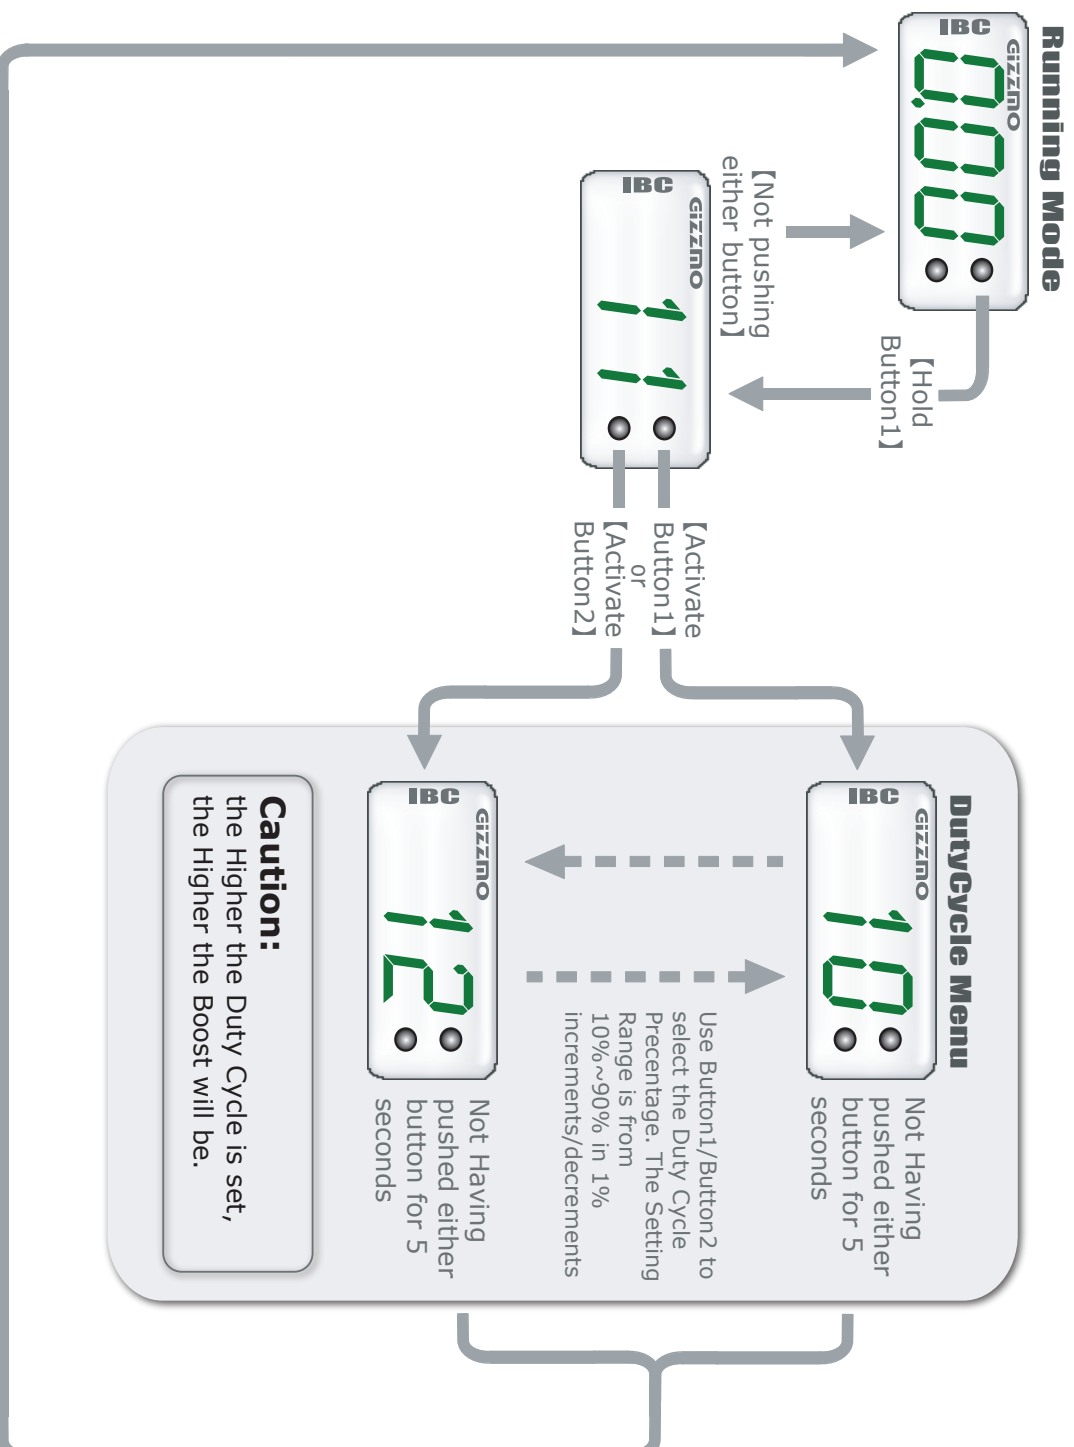 Running Mode
GizzmO
IBC
0.00
【Hold
Button1】
【Not pushing
either button】
GizzmO
IBC
11
【Activate
Button1】
or
【Activate
Button2】
DutyCycle Menu
GizzmO
IBC
10
Not Having
pushed either
button for 5
seconds
Use Button1/Button2 to
select the Duty Cycle
Precentage. The Setting
Range is from
10%~90% in 1%
increments/decrements
GizzmO
IBC
12
Not Having
pushed either
button for 5
seconds
Caution:
the Higher the Duty Cycle is set,
the Higher the Boost will be.